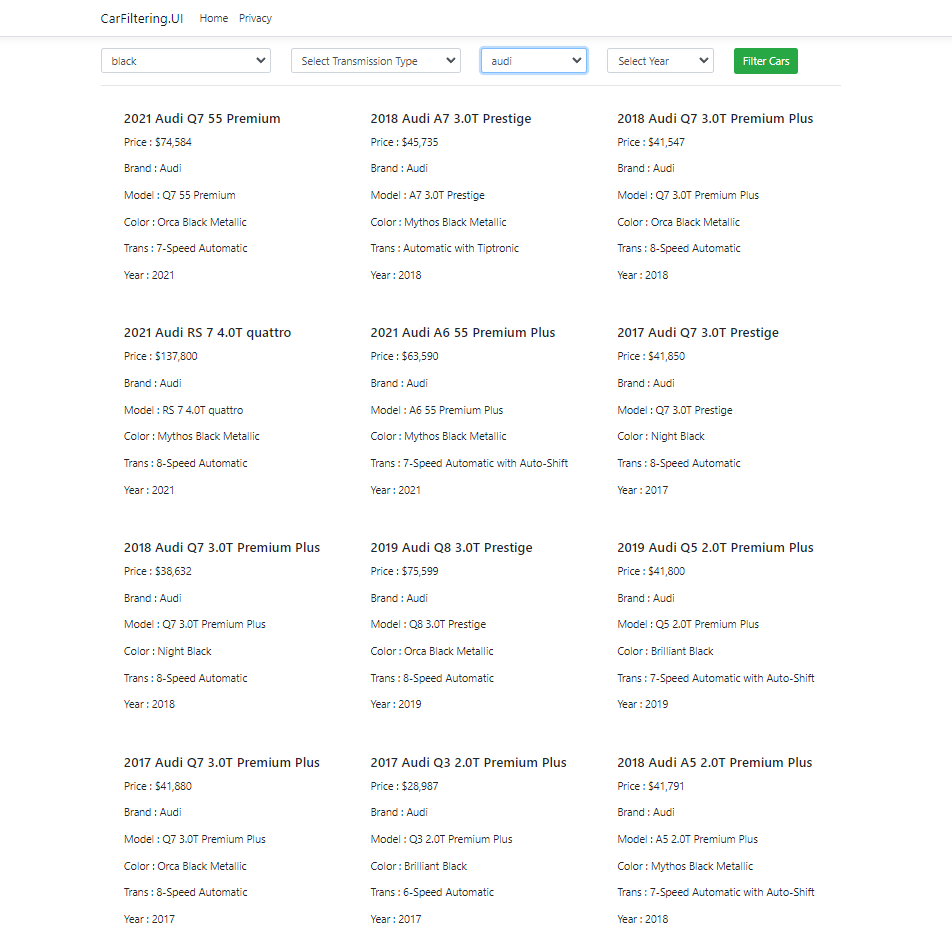 CarFiltering.UI Home Privacy
black Select Transmission Type audi Select Year Filter Cars
2021 Audi Q7 55 Premium
Price : $74,584
Brand : Audi
Model : Q7 55 Premium
Color : Orca Black Metallic
Trans : 7-Speed Automatic
Year : 2021
2018 Audi A7 3.0T Prestige
Price : $45,735
Brand : Audi
Model : A7 3.0T Prestige
Color : Mythos Black Metallic
Trans : Automatic with Tiptronic
Year : 2018
2018 Audi Q7 3.0T Premium Plus
Price : $41,547
Brand : Audi
Model : Q7 3.0T Premium Plus
Color : Orca Black Metallic
Trans : 8-Speed Automatic
Year : 2018
2021 Audi RS 7 4.0T quattro
Price : $137,800
Brand : Audi
Model : RS 7 4.0T quattro
Color : Mythos Black Metallic
Trans : 8-Speed Automatic
Year : 2021
2021 Audi A6 55 Premium Plus
Price : $63,590
Brand : Audi
Model : A6 55 Premium Plus
Color : Mythos Black Metallic
Trans : 7-Speed Automatic with Auto-Shift
Year : 2021
2017 Audi Q7 3.0T Prestige
Price : $41,850
Brand : Audi
Model : Q7 3.0T Prestige
Color : Night Black
Trans : 8-Speed Automatic
Year : 2017
2018 Audi Q7 3.0T Premium Plus
Price : $38,632
Brand : Audi
Model : Q7 3.0T Premium Plus
Color : Night Black
Trans : 8-Speed Automatic
Year : 2018
2019 Audi Q8 3.0T Prestige
Price : $75,599
Brand : Audi
Model : Q8 3.0T Prestige
Color : Orca Black Metallic
Trans : 8-Speed Automatic
Year : 2019
2019 Audi Q5 2.0T Premium Plus
Price : $41,800
Brand : Audi
Model : Q5 2.0T Premium Plus
Color : Brilliant Black
Trans : 7-Speed Automatic with Auto-Shift
Year : 2019
2017 Audi Q7 3.0T Premium Plus
Price : $41,880
Brand : Audi
Model : Q7 3.0T Premium Plus
Color : Orca Black Metallic
Trans : 8-Speed Automatic
Year : 2017
2017 Audi Q3 2.0T Premium Plus
Price : $28,987
Brand : Audi
Model : Q3 2.0T Premium Plus
Color : Brilliant Black
Trans : 6-Speed Automatic
Year : 2017
2018 Audi A5 2.0T Premium Plus
Price : $41,791
Brand : Audi
Model : A5 2.0T Premium Plus
Color : Mythos Black Metallic
Trans : 7-Speed Automatic with Auto-Shift
Year : 2018